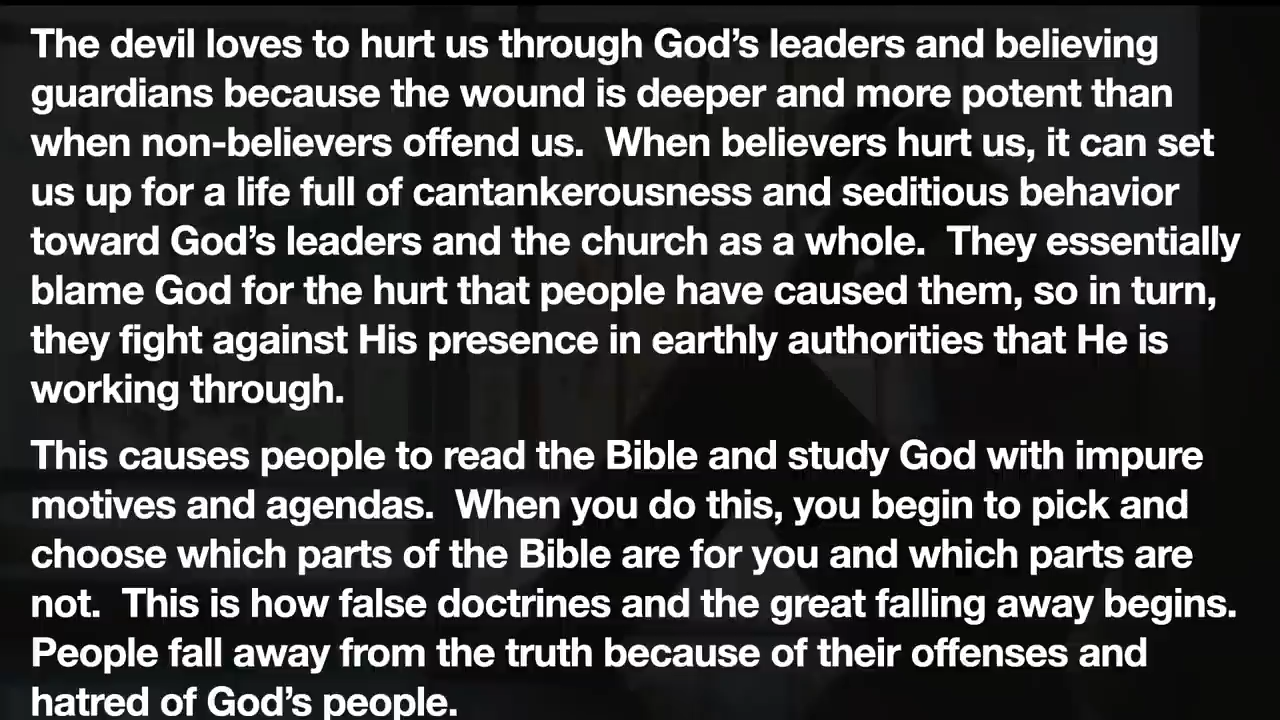 The devil loves to hurt us through God’s leaders and believing
guardians because the wound is deeper and more potent than
when non-believers offend us.  When believers hurt us, it can set
us up for a life full of cantankerousness and seditious behavior
toward God’s leaders and the church as a whole.  They essentially
blame God for the hurt that people have caused them, so in turn,
they fight against His presence in earthly authorities that He is
working through.
This causes people to read the Bible and study God with impure
motives and agendas.  When you do this, you begin to pick and
choose which parts of the Bible are for you and which parts are
not.  This is how false doctrines and the great falling away begins.
People fall away from the truth because of their offenses and
hatred of God’s people.